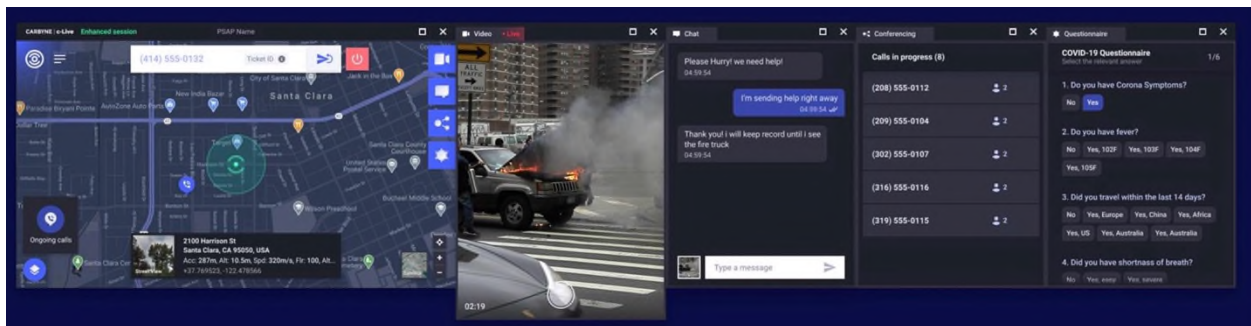 CARBYNE | c-Live Enhanced session PSAP Name
(414) 555-0132 Ticket ID
City of Santa Clara
Jack in the Box
New India Bazar
Santa Clara
Paradise Biryani Pointe
AutoZone Auto Parts
Target
Santa Clara County
Courthouse
United States
Postal Service
Wilson Preschool
Buchser Middle School
Ongoing calls
2100 Harrison St
Santa Clara, CA 95050, USA
Acc: 287m, Alt: 10.5m, Spd: 320m/s, Flr: 100, Alt...
+37.769523, -122.478566
StreetView
Video • Live
ALL
TRAFFIC
02:19
Chat
Please Hurry! we need help!
04:59:54
I'm sending help right away
04:59:54
Thank you! i will keep record until i see
the fire truck
04:59:54
Type a message
Conferencing
Calls in progress (8)
(208) 555-0112 2
(209) 555-0104 2
(302) 555-0107 2
(316) 555-0116 2
(319) 555-0115 2
Questionnaire
COVID-19 Questionnaire 1/6
Select the relevant answer
1. Do you have Corona Symptoms?
No Yes
2. Do you have fever?
No Yes, 102F Yes, 103F Yes, 104F
Yes, 105F
3. Did you travel within the last 14 days?
No Yes, Europe Yes, China Yes, Africa
Yes, US Yes, Australia Yes, Australia
4. Did you have shortnass of breath?
No Yes, easy Yes, severe